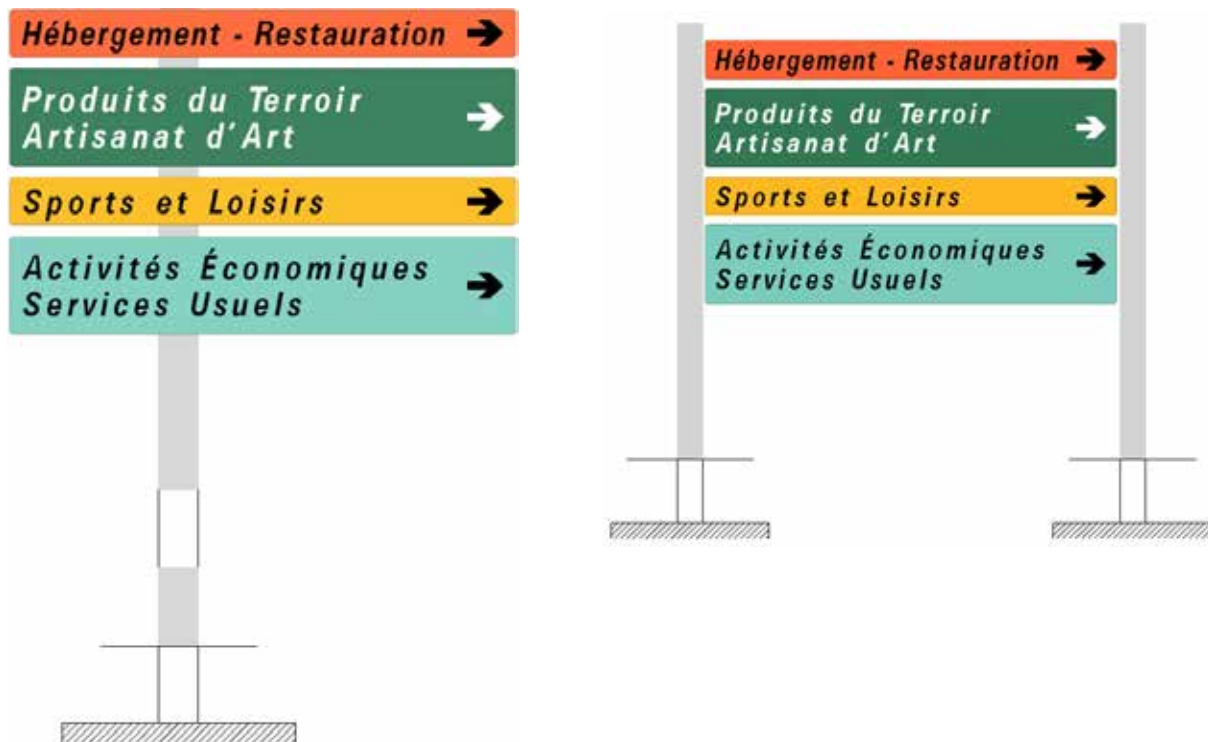 Hébergement - Restauration
Produits du Terroir
Artisanat d'Art
Sports et Loisirs
Activités Économiques
Services Usuels
Hébergement - Restauration
Produits du Terroir
Artisanat d'Art
Sports et Loisirs
Activités Économiques
Services Usuels